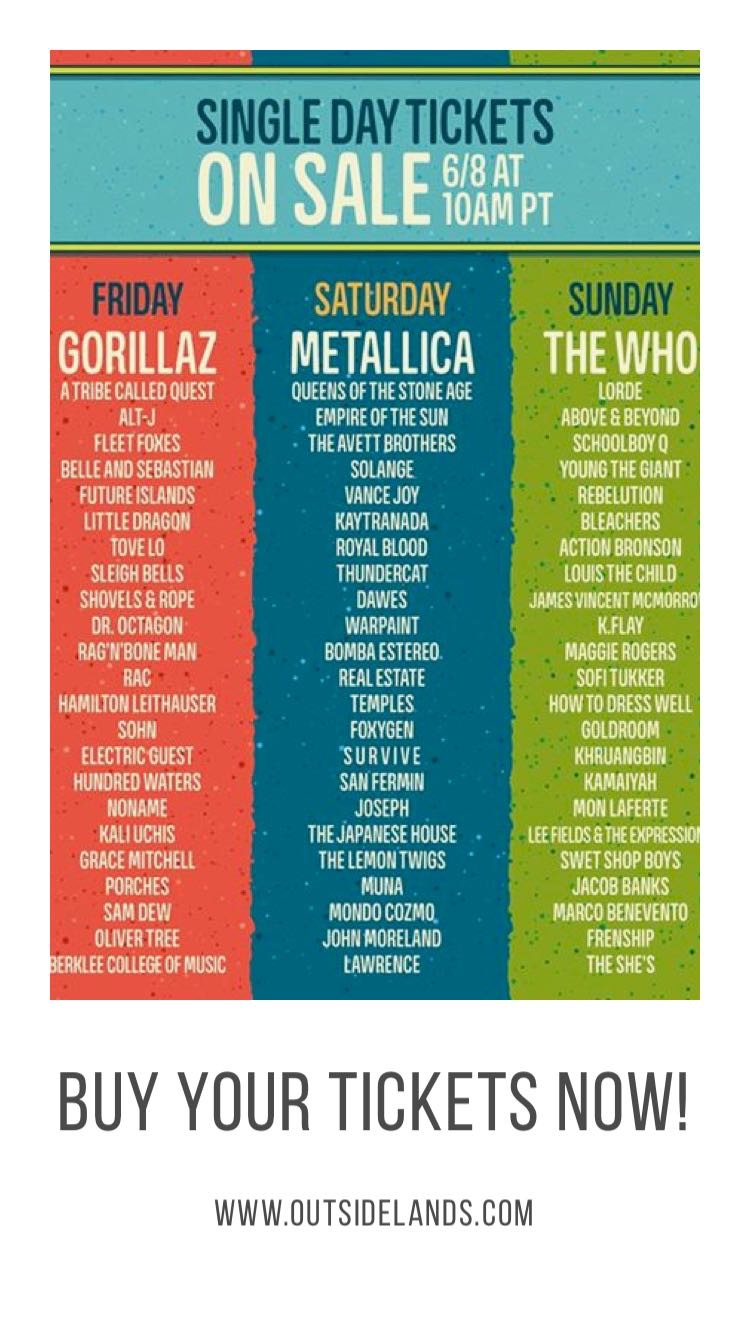 SINGLE DAY TICKETS
ON SALE 6/8 AT
10AM PT
FRIDAY
GORILLAZ
A TRIBE CALLED QUEST
ALT-J
FLEET FOXES
BELLE AND SEBASTIAN
FUTURE ISLANDS
LITTLE DRAGON
TOVE LO
SLEIGH BELLS
SHOVELS & ROPE
DR. OCTAGON
RAG'N'BONE MAN
RAC
HAMILTON LEITHAUSER
SOHN
ELECTRIC GUEST
HUNDRED WATERS
NONAME
KALI UCHIS
GRACE MITCHELL
PORCHES
SAM DEW
OLIVER TREE
BERKLEE COLLEGE OF MUSIC
SATURDAY
METALLICA
QUEENS OF THE STONE AGE
EMPIRE OF THE SUN
THE AVETT BROTHERS
SOLANGE
VANCE JOY
KAYTRANADA
ROYAL BLOOD
THUNDERCAT
DAWES
WARPAINT
BOMBA ESTEREO
REAL ESTATE
TEMPLES
FOXYGEN
S U R V I V E
SAN FERMIN
JOSEPH
THE JAPANESE HOUSE
THE LEMON TWIGS
MUNA
MONDO COZMO
JOHN MORELAND
LAWRENCE
SUNDAY
THE WHO
LORDE
ABOVE & BEYOND
SCHOOLBOY Q
YOUNG THE GIANT
REBELUTION
BLEACHERS
ACTION BRONSON
LOUIS THE CHILD
JAMES VINCENT MCMORRO
K.FLAY
MAGGIE ROGERS
SOFI TUKKER
HOW TO DRESS WELL
GOLDROOM
KHRUANGBIN
KAMAIYAH
MON LAFERTE
LEE FIELDS & THE EXPRESSION
SWET SHOP BOYS
JACOB BANKS
MARCO BENEVENTO
FRENSHIP
THE SHE'S
BUY YOUR TICKETS NOW!
WWW.OUTSIDELANDS.COM